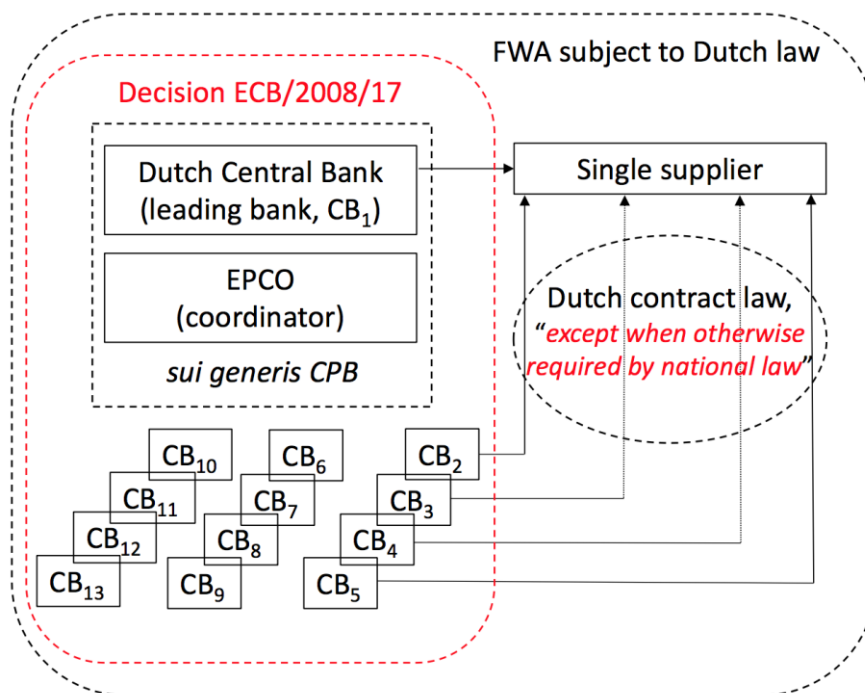 FWA subject to Dutch law
Decision ECB/2008/17
Dutch Central Bank
(leading bank, CB₁)
Single supplier
EPCO
(coordinator)
sui generis CPB
Dutch contract law,
“except when otherwise
required by national law”
CB₁₀
CB₆
CB₂
CB₁₁
CB₇
CB₃
CB₁₂
CB₈
CB₄
CB₁₃
CB₉
CB₅